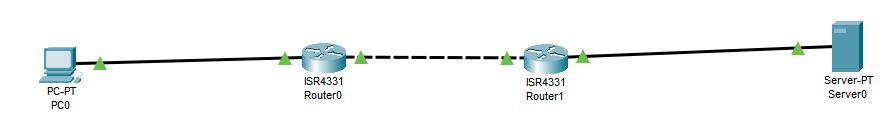 PC-PT
PC0
ISR4331
Router0
ISR4331
Router1
Server-PT
Server0